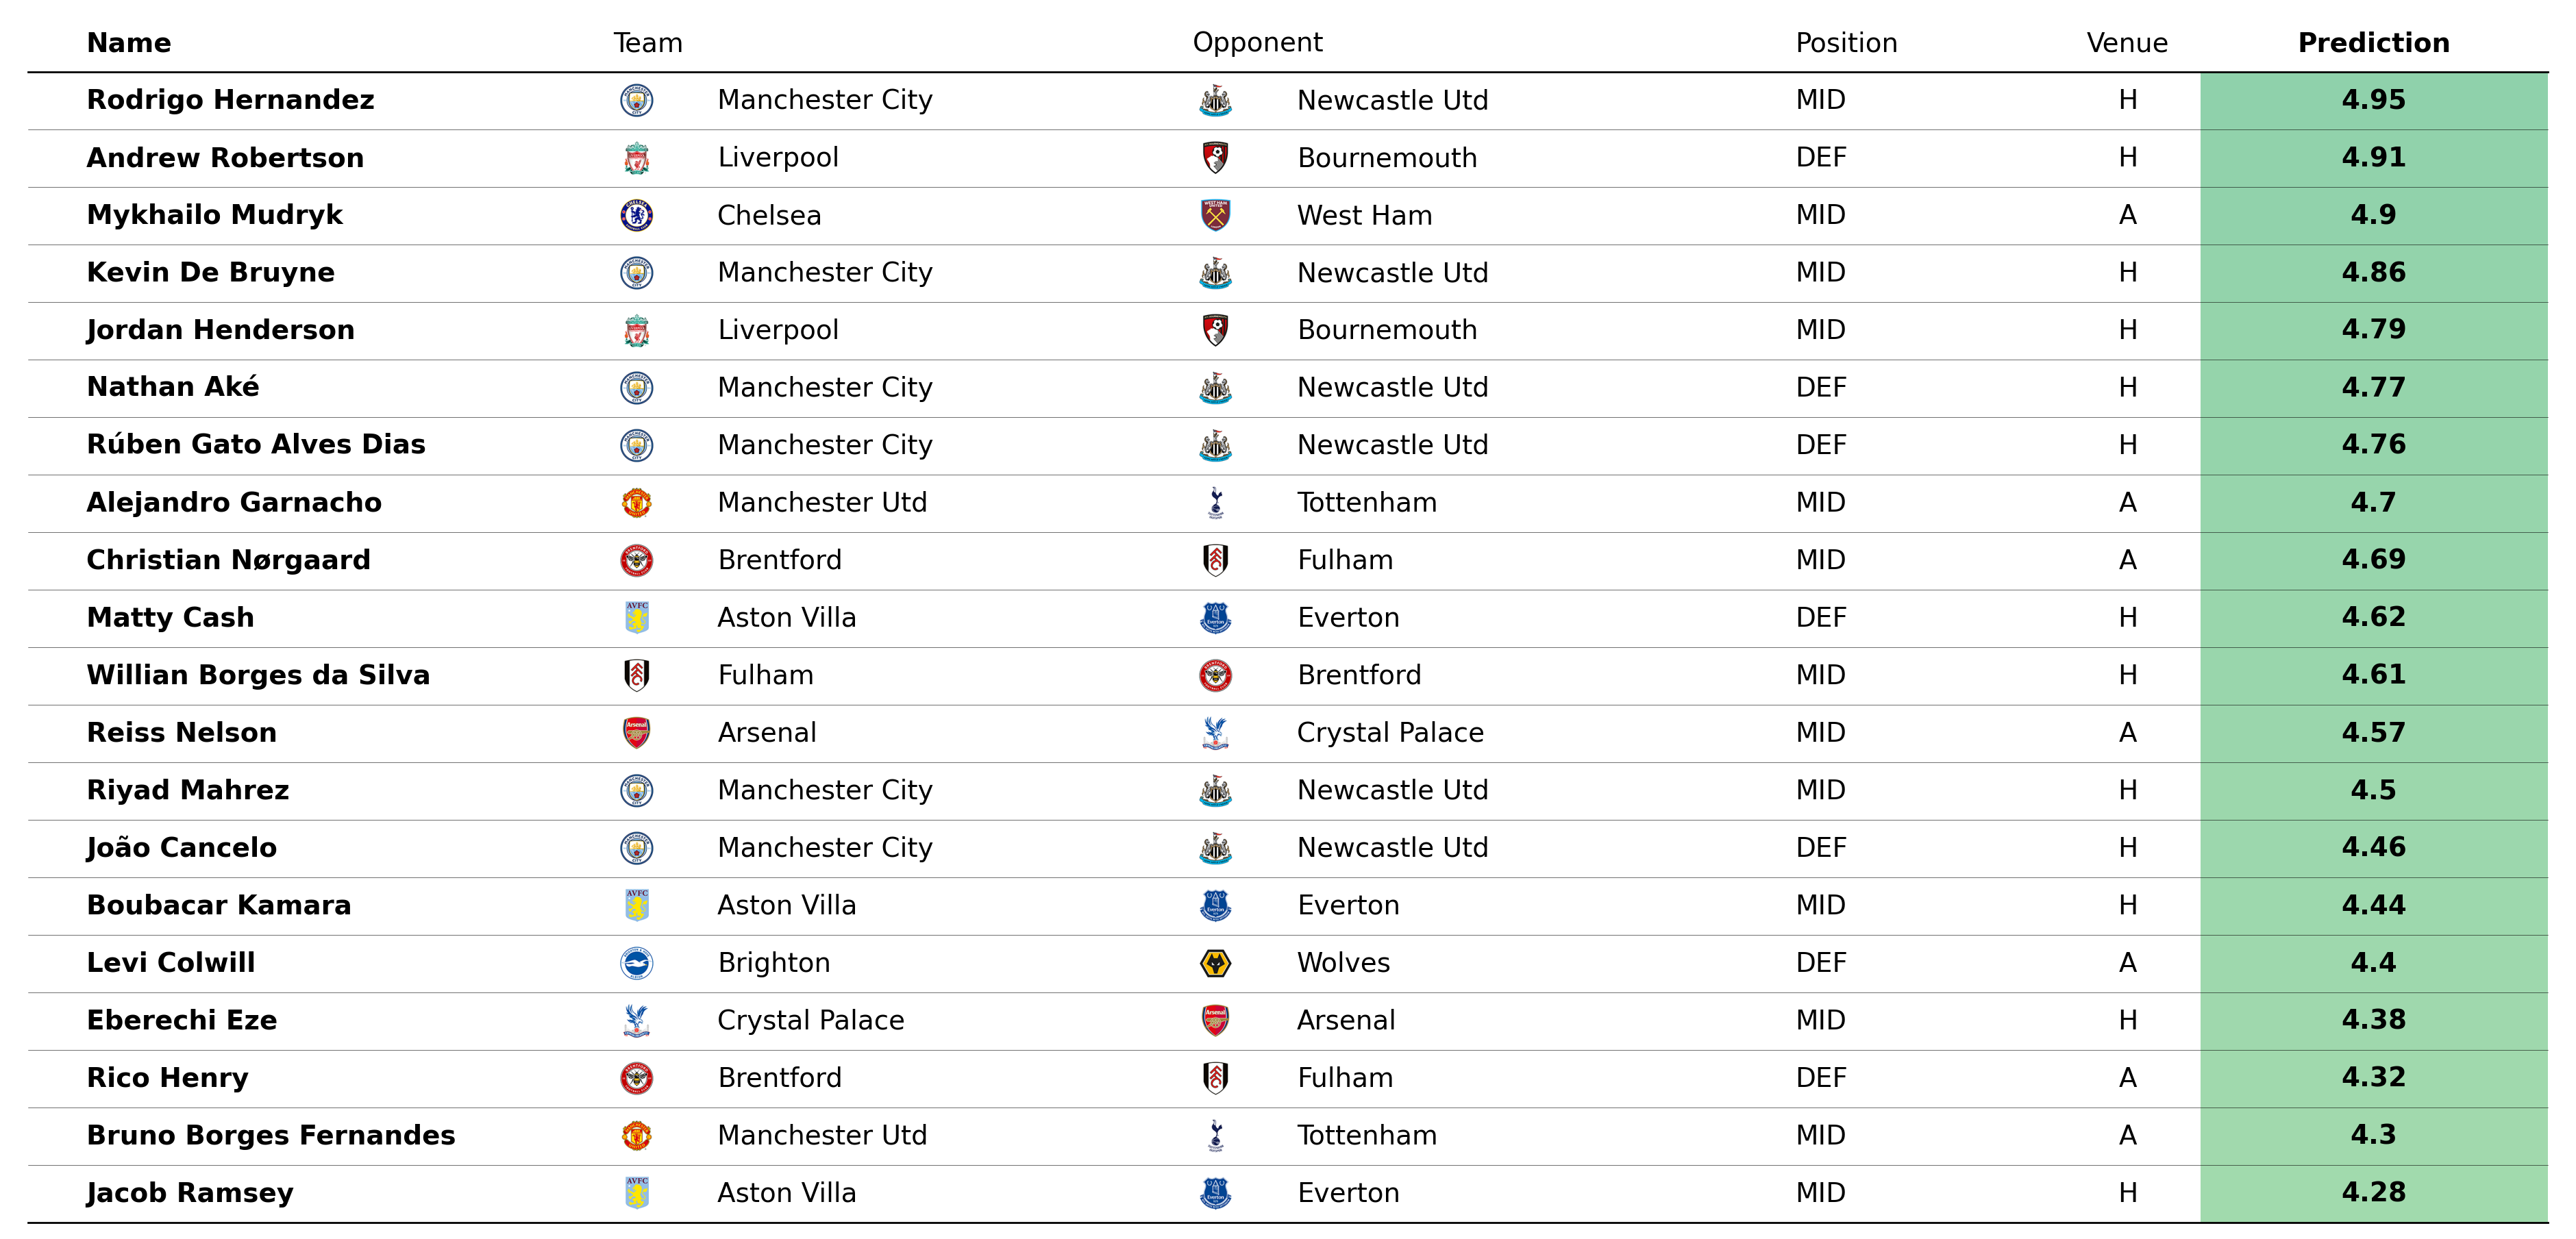 Name Team Opponent Position Venue Prediction
Rodrigo Hernandez Manchester City Newcastle Utd MID H 4.95
Andrew Robertson Liverpool Bournemouth DEF H 4.91
Mykhailo Mudryk Chelsea West Ham MID A 4.9
Kevin De Bruyne Manchester City Newcastle Utd MID H 4.86
Jordan Henderson Liverpool Bournemouth MID H 4.79
Nathan Aké Manchester City Newcastle Utd DEF H 4.77
Rúben Gato Alves Dias Manchester City Newcastle Utd DEF H 4.76
Alejandro Garnacho Manchester Utd Tottenham MID A 4.7
Christian Nørgaard Brentford Fulham MID A 4.69
Matty Cash Aston Villa Everton DEF H 4.62
Willian Borges da Silva Fulham Brentford MID H 4.61
Reiss Nelson Arsenal Crystal Palace MID A 4.57
Riyad Mahrez Manchester City Newcastle Utd MID H 4.5
João Cancelo Manchester City Newcastle Utd DEF H 4.46
Boubacar Kamara Aston Villa Everton MID H 4.44
Levi Colwill Brighton Wolves DEF A 4.4
Eberechi Eze Crystal Palace Arsenal MID H 4.38
Rico Henry Brentford Fulham DEF A 4.32
Bruno Borges Fernandes Manchester Utd Tottenham MID A 4.3
Jacob Ramsey Aston Villa Everton MID H 4.28